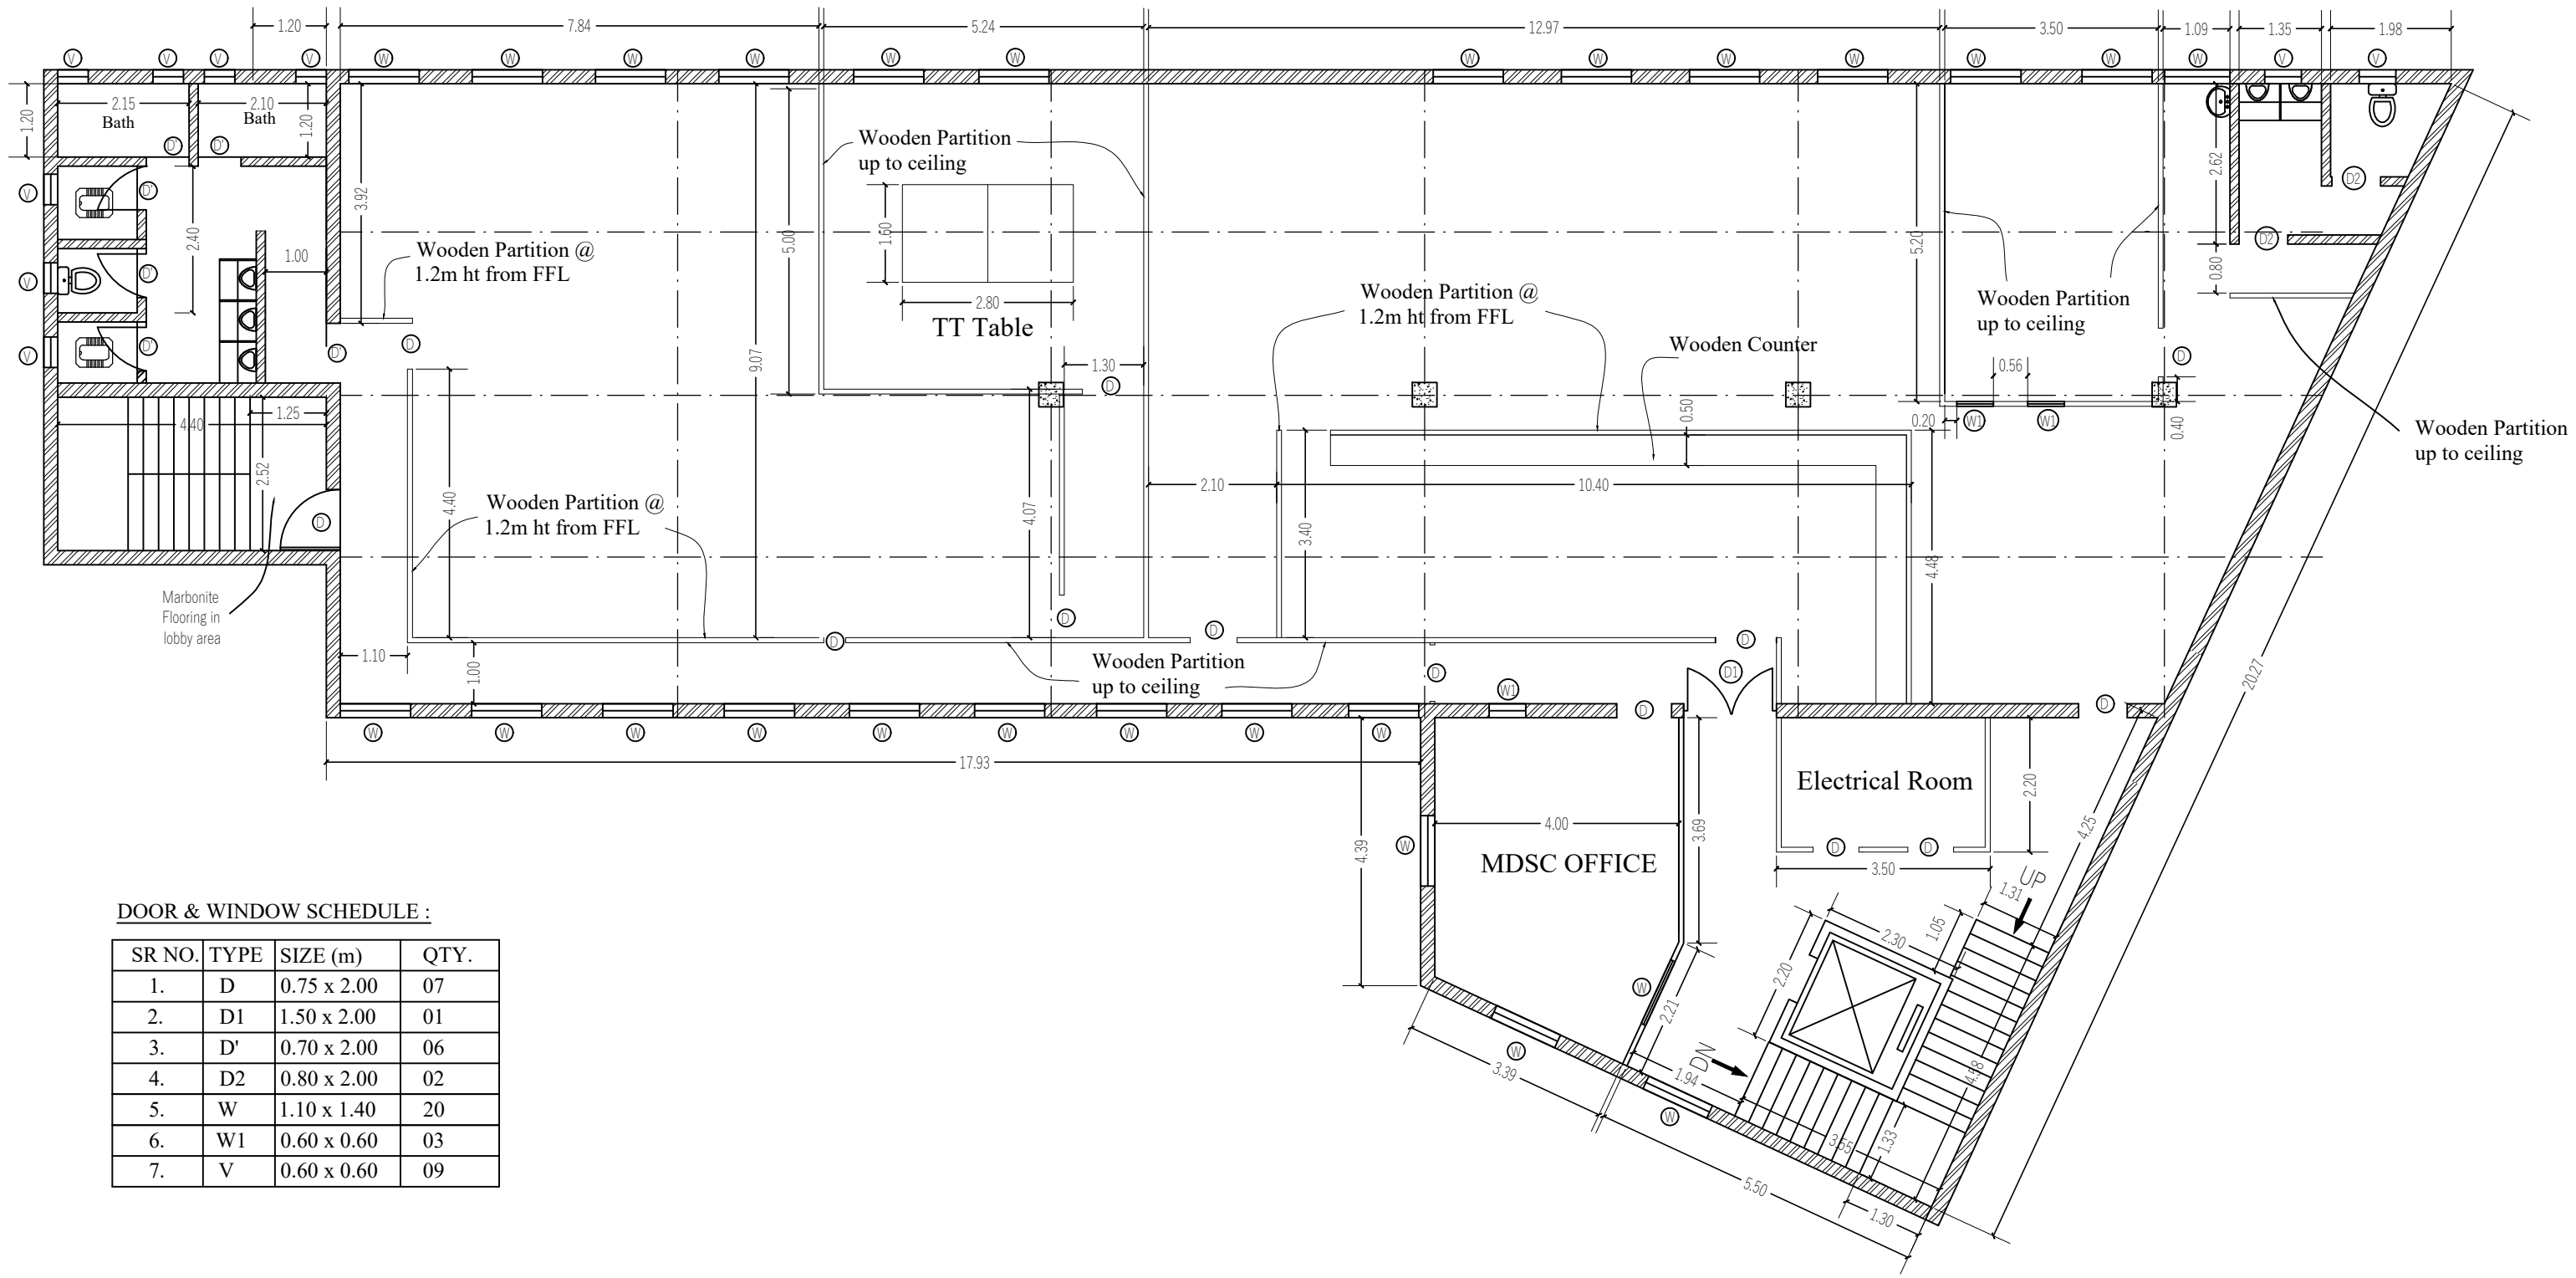 1.20
7.84
5.24
12.97
3.50
1.09
1.35
1.98
V
V
V
V
W
W
W
W
W
W
W
W
W
W
W
W
W
V
V
1.20
2.15
Bath
2.10
Bath
1.20
D'
D'
Wooden Partition
up to ceiling
V
D'
3.92
2.62
D2
2.40
1.60
5.00
5.20
D2
Wooden Partition @
1.2m ht from FFL
1.00
0.80
V
D'
2.80
TT Table
Wooden Partition @
1.2m ht from FFL
Wooden Partition
up to ceiling
V
D'
D'
D
9.07
1.30
D
Wooden Counter
0.56
D
1.25
4.40
0.50
0.20
W1
W1
0.40
Wooden Partition
up to ceiling
2.52
4.40
Wooden Partition @
1.2m ht from FFL
4.07
2.10
10.40
3.40
4.48
D
Marbonite
Flooring in
lobby area
D
D
D
D
1.10
1.00
Wooden Partition
up to ceiling
D
D1
W1
D
D
20.27
W
W
W
W
W
W
W
W
W
17.93
4.39
W
4.00
MDSC OFFICE
3.69
Electrical Room
2.20
D
D
3.50
4.25
UP
1.31
1.05
2.30
2.20
W
2.21
W
3.39
DN
1.94
W
4.58
3.55
1.33
5.50
1.30
DOOR & WINDOW SCHEDULE :
SR NO. TYPE SIZE (m) QTY.
1. D 0.75 x 2.00 07
2. D1 1.50 x 2.00 01
3. D' 0.70 x 2.00 06
4. D2 0.80 x 2.00 02
5. W 1.10 x 1.40 20
6. W1 0.60 x 0.60 03
7. V 0.60 x 0.60 09